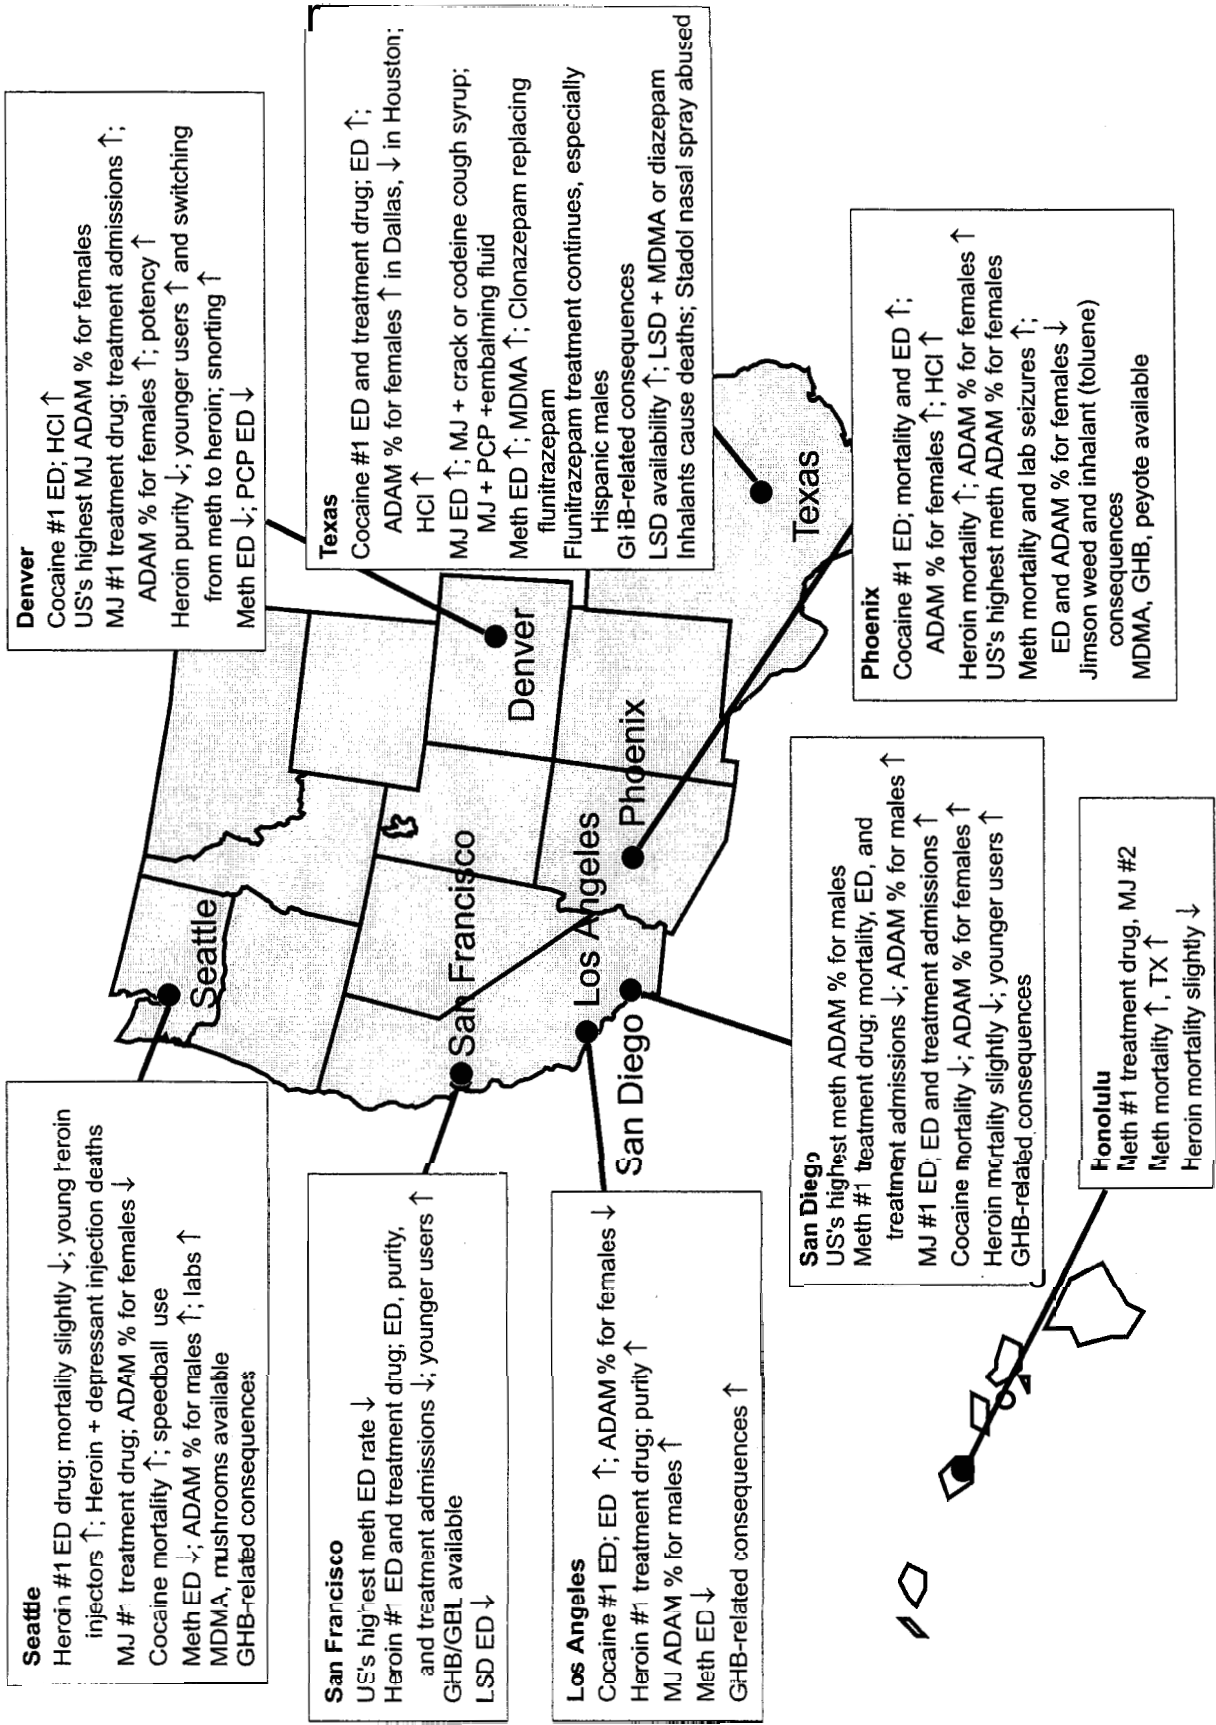 Seattle
Heroin #1 ED drug; mortality slightly ↓; young heroin
injectors ↑; Heroin + depressant injection deaths
MJ #1 treatment drug; ADAM % for females ↓
Cocaine mortality ↑; speedball use
Meth ED ↓; ADAM % for males ↑; labs ↑
MDMA, mushrooms available
GHB-related consequences
San Francisco
US's highest meth ED rate ↓
Heroin #1 ED and treatment drug; ED, purity,
and treatment admissions ↓; younger users ↑
GHB/GBL available
LSD ED ↓
Los Angeles
Cocaine #1 ED; ED ↑; ADAM % for females ↓
Heroin #1 treatment drug; purity ↑
MJ ADAM % for males ↑
Meth ED ↓
GHB-related consequences ↑
San Diego
US's highest meth ADAM % for males
Meth #1 treatment drug; mortality, ED, and
treatment admissions ↓; ADAM % for males ↑
MJ #1 ED; ED and treatment admissions ↑
Cocaine mortality ↓; ADAM % for females ↑
Heroin mortality slightly ↓; younger users ↑
GHB-related consequences
Honolulu
Meth #1 treatment drug, MJ #2
Meth mortality ↑, TX ↑
Heroin mortality slightly ↓
Denver
Cocaine #1 ED; HCl ↑
US's highest MJ ADAM % for females
MJ #1 treatment drug; treatment admissions ↑;
ADAM % for females ↑; potency ↑
Heroin purity ↓; younger users ↑ and switching
from meth to heroin; snorting ↑
Meth ED ↓; PCP ED ↓
Texas
Cocaine #1 ED and treatment drug; ED ↑;
ADAM % for females ↑ in Dallas, ↓ in Houston;
HCl ↑
MJ ED ↑; MJ + crack or codeine cough syrup;
MJ + PCP +embalming fluid
Meth ED ↑; MDMA ↑; Clonazepam replacing
flunitrazepam
Flunitrazepam treatment continues, especially
Hispanic males
GHB-related consequences
LSD availability ↑; LSD + MDMA or diazepam
Inhalants cause deaths; Stadol nasal spray abused
Phoenix
Cocaine #1 ED; mortality and ED ↑;
ADAM % for females ↑; HCl ↑
Heroin mortality ↑; ADAM % for females ↑
US's highest meth ADAM % for females
Meth mortality and lab seizures ↑;
ED and ADAM % for females ↓
Jimson weed and inhalant (toluene)
consequences
MDMA, GHB, peyote available
Seattle
San Francisco
Los Angeles
San Diego
Phoenix
Denver
Texas